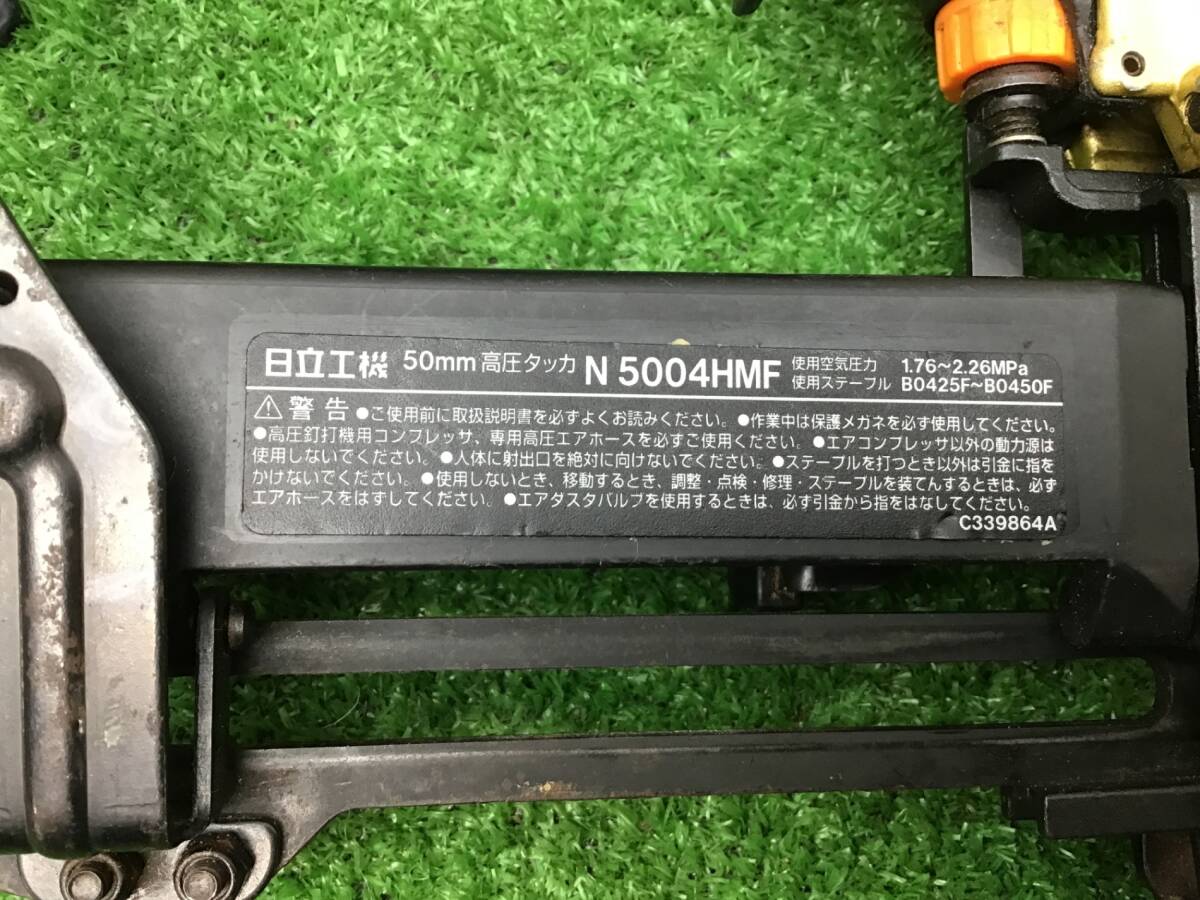 日立工機 50mm 高圧タッカ N 5004HMF 使用空気圧力 1.76〜2.26MPa
使用ステープル B0425F〜B0450F
⚠ 警告 ●ご使用前に取扱説明書を必ずよくお読みください。 ●作業中は保護メガネを必ず使用してください。
●高圧釘打機用コンプレッサ、専用高圧エアホースを必ずご使用ください。 ●エアコンプレッサ以外の動力源は
使用しないでください。 ●人体に射出口を絶対に向けないでください。 ●ステープルを打つとき以外は引金に指を
かけないでください。 ●使用しないとき、移動するとき、調整・点検・修理・ステープルを装てんするときは、必ず
エアホースをはずしてください。 ●エアダスタバルブを使用するときは、必ず引金から指をはなしてください。
C339864A